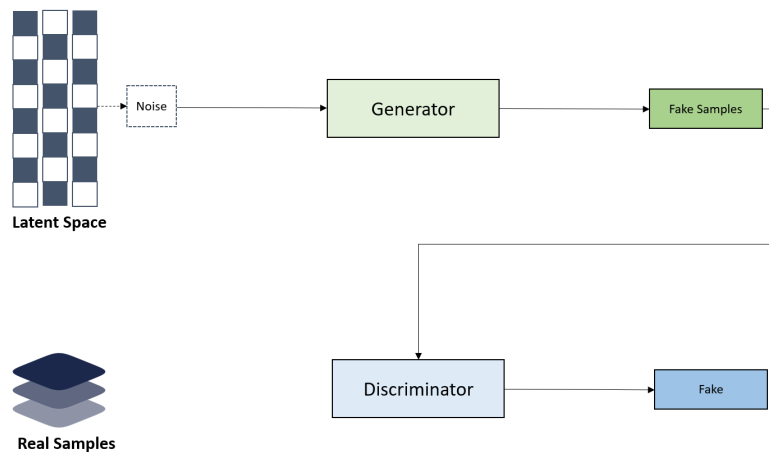 Noise
Generator
Fake Samples
Latent Space
Discriminator
Fake
Real Samples